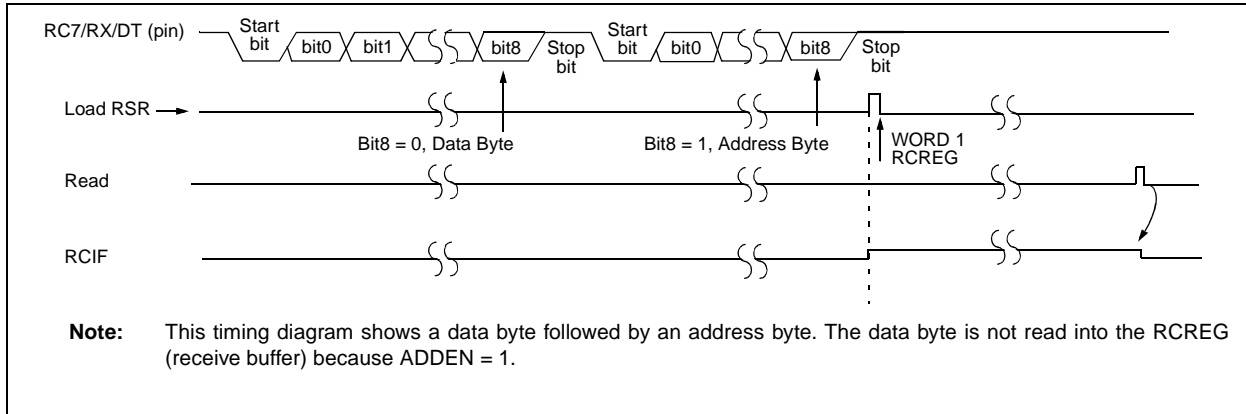 RC7/RX/DT (pin)
Start bit
bit0
bit1
bit8
Stop bit
Start bit
bit0
bit8
Stop bit
Load RSR
Bit8 = 0, Data Byte
Bit8 = 1, Address Byte
WORD 1
RCREG
Read
RCIF
Note: This timing diagram shows a data byte followed by an address byte. The data byte is not read into the RCREG
(receive buffer) because ADDEN = 1.